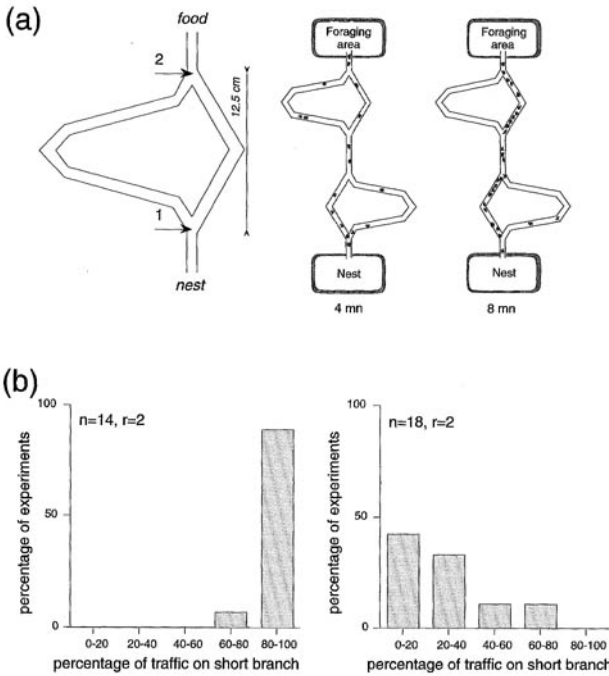 (a)
food
2
12.5 cm
1
nest
Foraging
area
Nest
4 mn
Foraging
area
Nest
8 mn
(b)
percentage of experiments
100
50
0
n=14, r=2
0-20 20-40 40-60 60-80 80-100
percentage of traffic on short branch
percentage of experiments
100
50
0
n=18, r=2
0-20 20-40 40-60 60-80 80-100
percentage of traffic on short branch